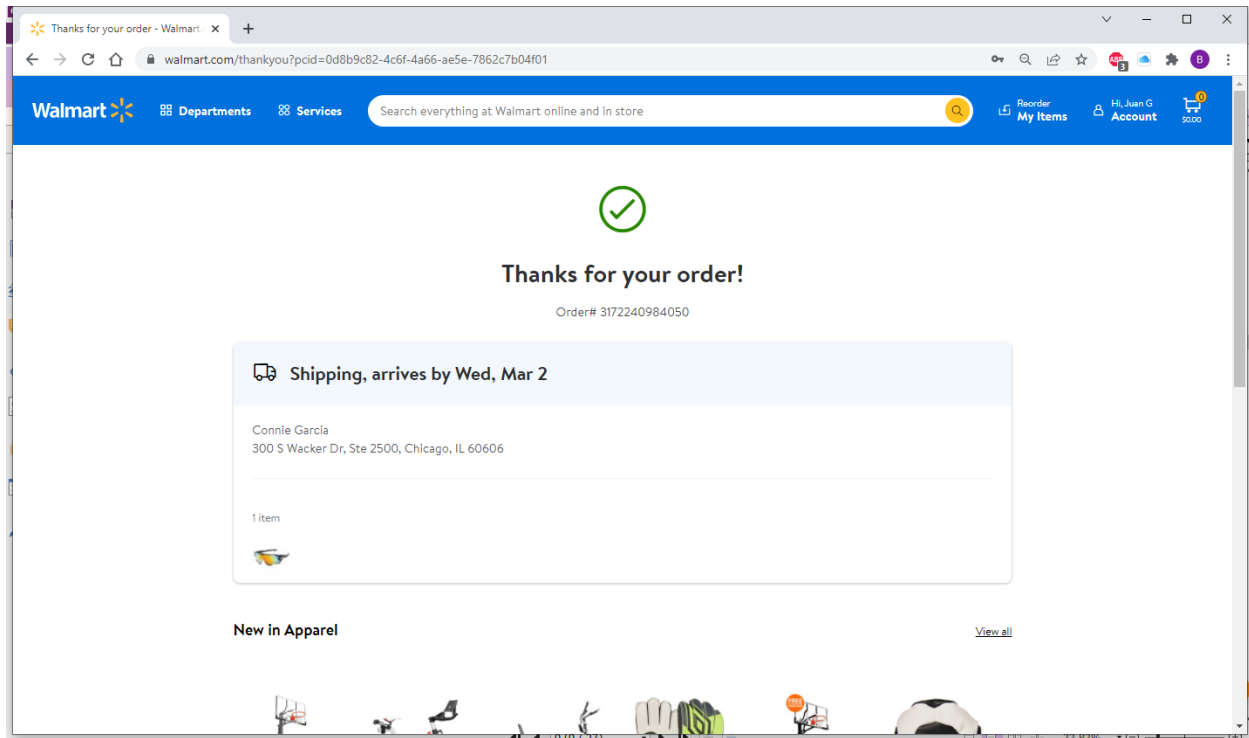 Thanks for your order - Walmart.
walmart.com/thankyou?pcid=0d8b9c82-4c6f-4a66-ae5e-7862c7b04f01
ABP
3
B
Walmart
Departments
Services
Search everything at Walmart online and in store
Reorder
My Items
Hi, Juan G
Account
0
$0.00
Thanks for your order!
Order# 3172240984050
Shipping, arrives by Wed, Mar 2
Connie Garcia
300 S Wacker Dr, Ste 2500, Chicago, IL 60606
1 item
New in Apparel
View all
FREE